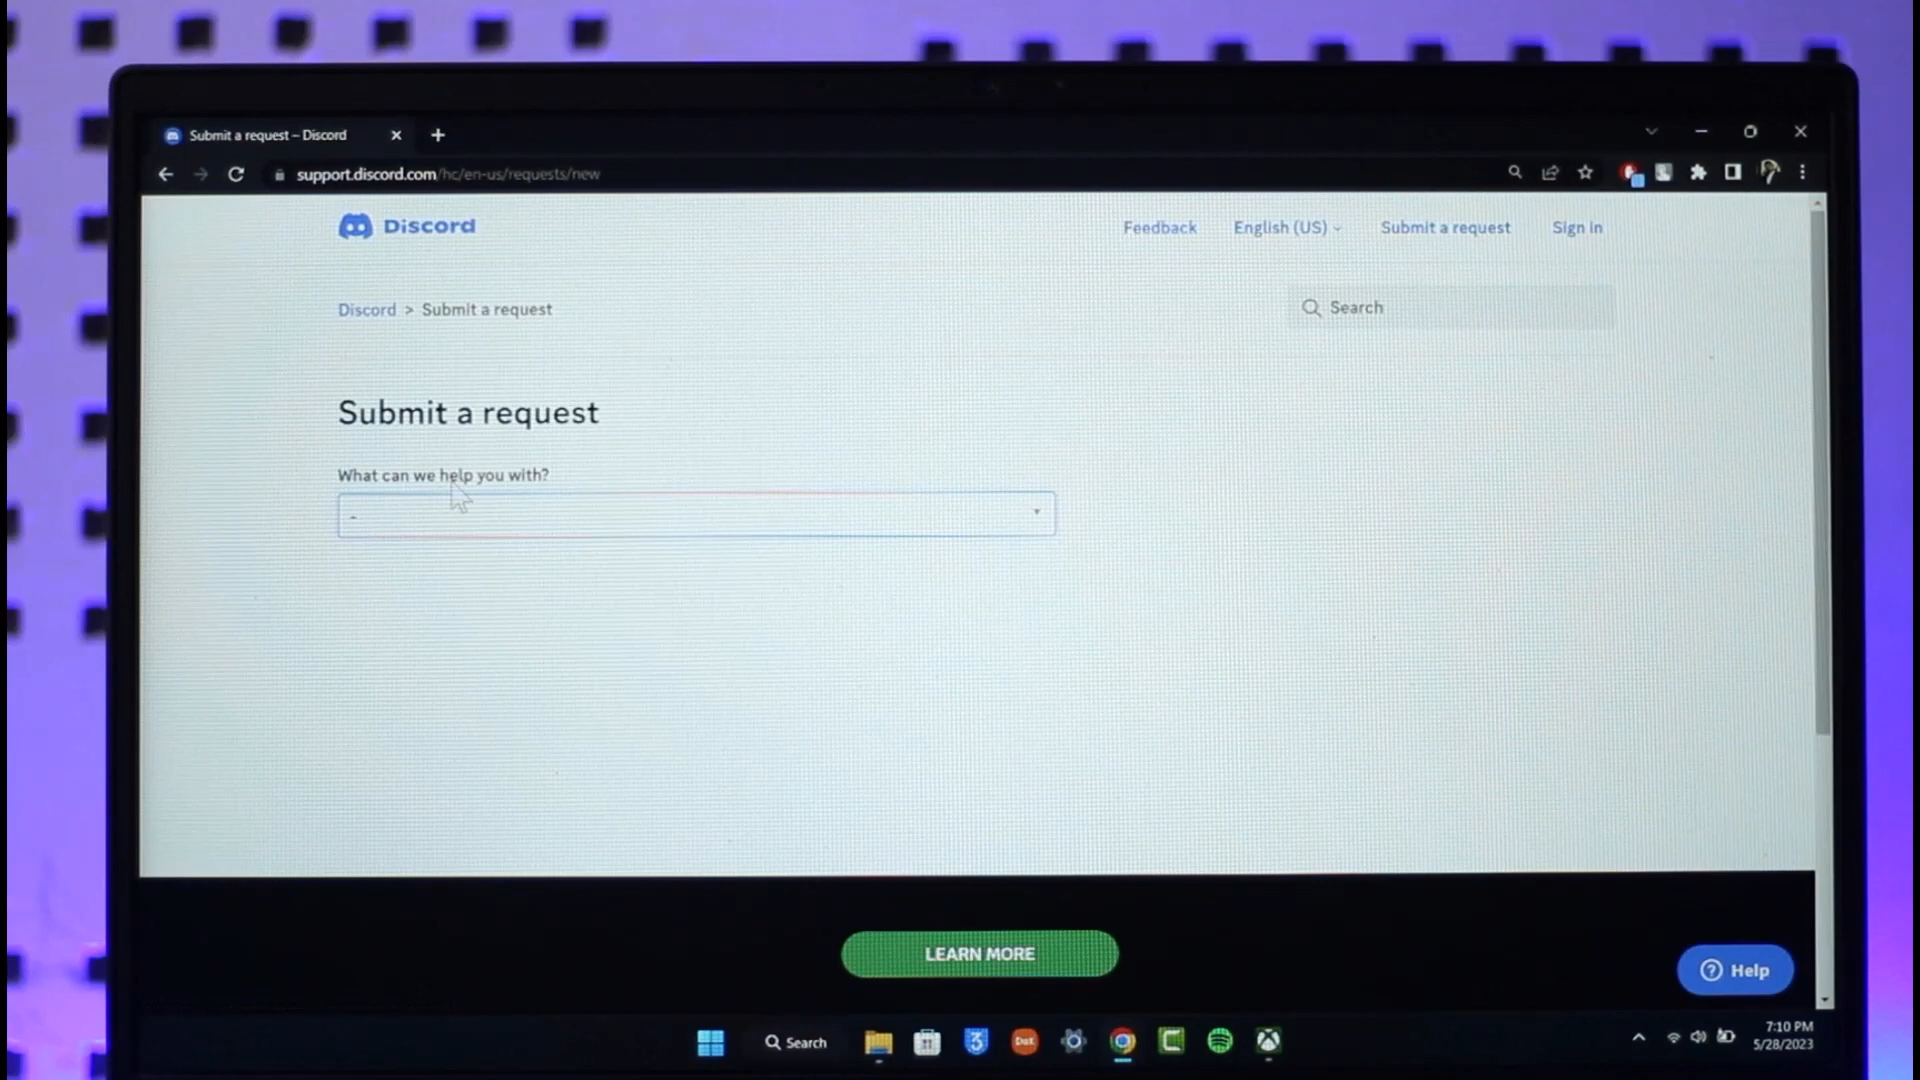 Submit a request – Discord
support.discord.com/hc/en-us/requests/new
Discord
Feedback
English (US)
Submit a request
Sign in
Discord > Submit a request
Search
Submit a request
What can we help you with?
-
LEARN MORE
Help
Search
3
DaX
C
7:10 PM
5/28/2023